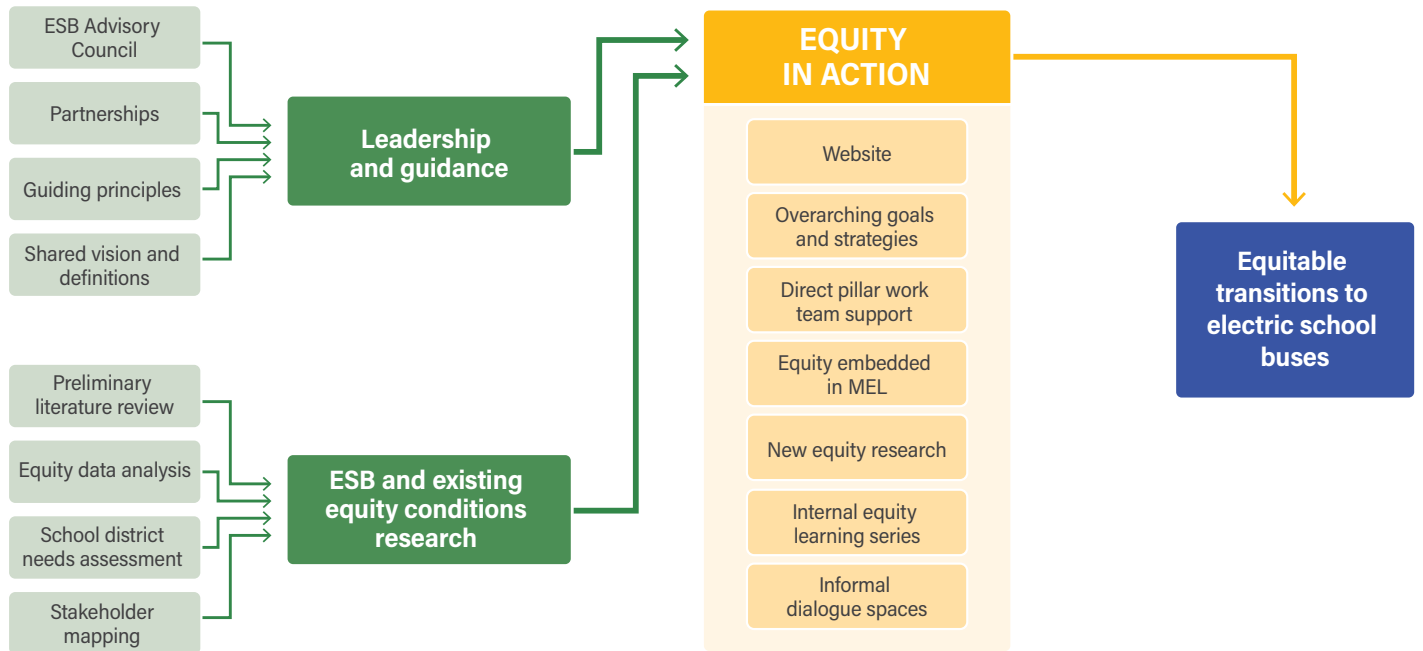 ESB Advisory
Council
Partnerships
Guiding principles
Shared vision and
definitions
Leadership
and guidance
Preliminary
literature review
Equity data analysis
School district
needs assessment
Stakeholder
mapping
ESB and existing
equity conditions
research
EQUITY
IN ACTION
Website
Overarching goals
and strategies
Direct pillar work
team support
Equity embedded
in MEL
New equity research
Internal equity
learning series
Informal
dialogue spaces
Equitable
transitions to
electric school
buses